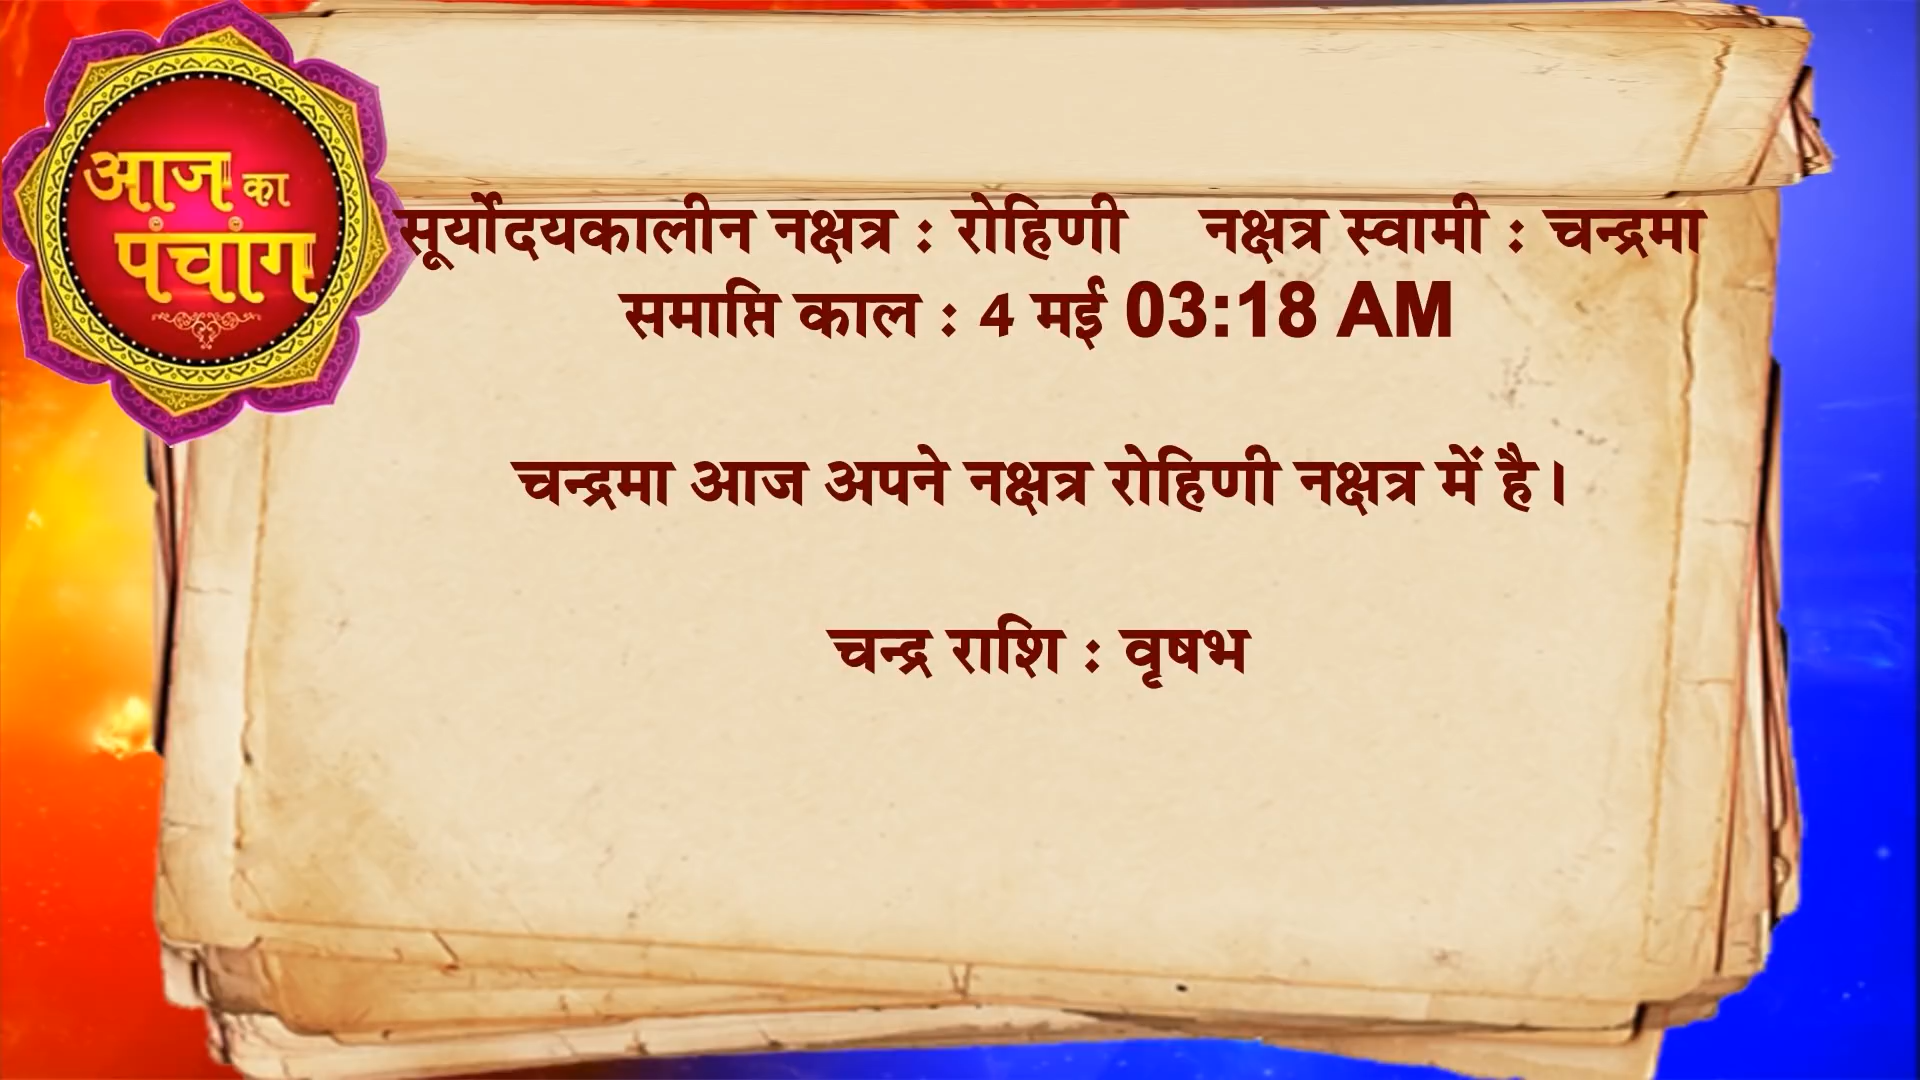 आज का
पंचांग
सूर्योदयकालीन नक्षत्र : रोहिणी नक्षत्र स्वामी : चन्द्रमा
समाप्ति काल : 4 मई 03:18 AM
चन्द्रमा आज अपने नक्षत्र रोहिणी नक्षत्र में है।
चन्द्र राशि : वृषभ